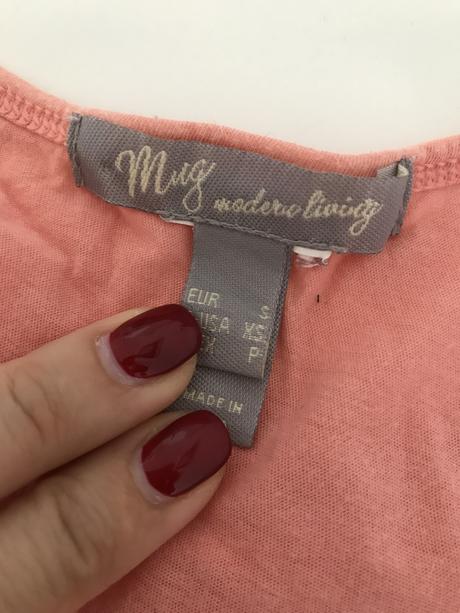 Mug modern living
EUR S
USA XS
X P
MADE IN